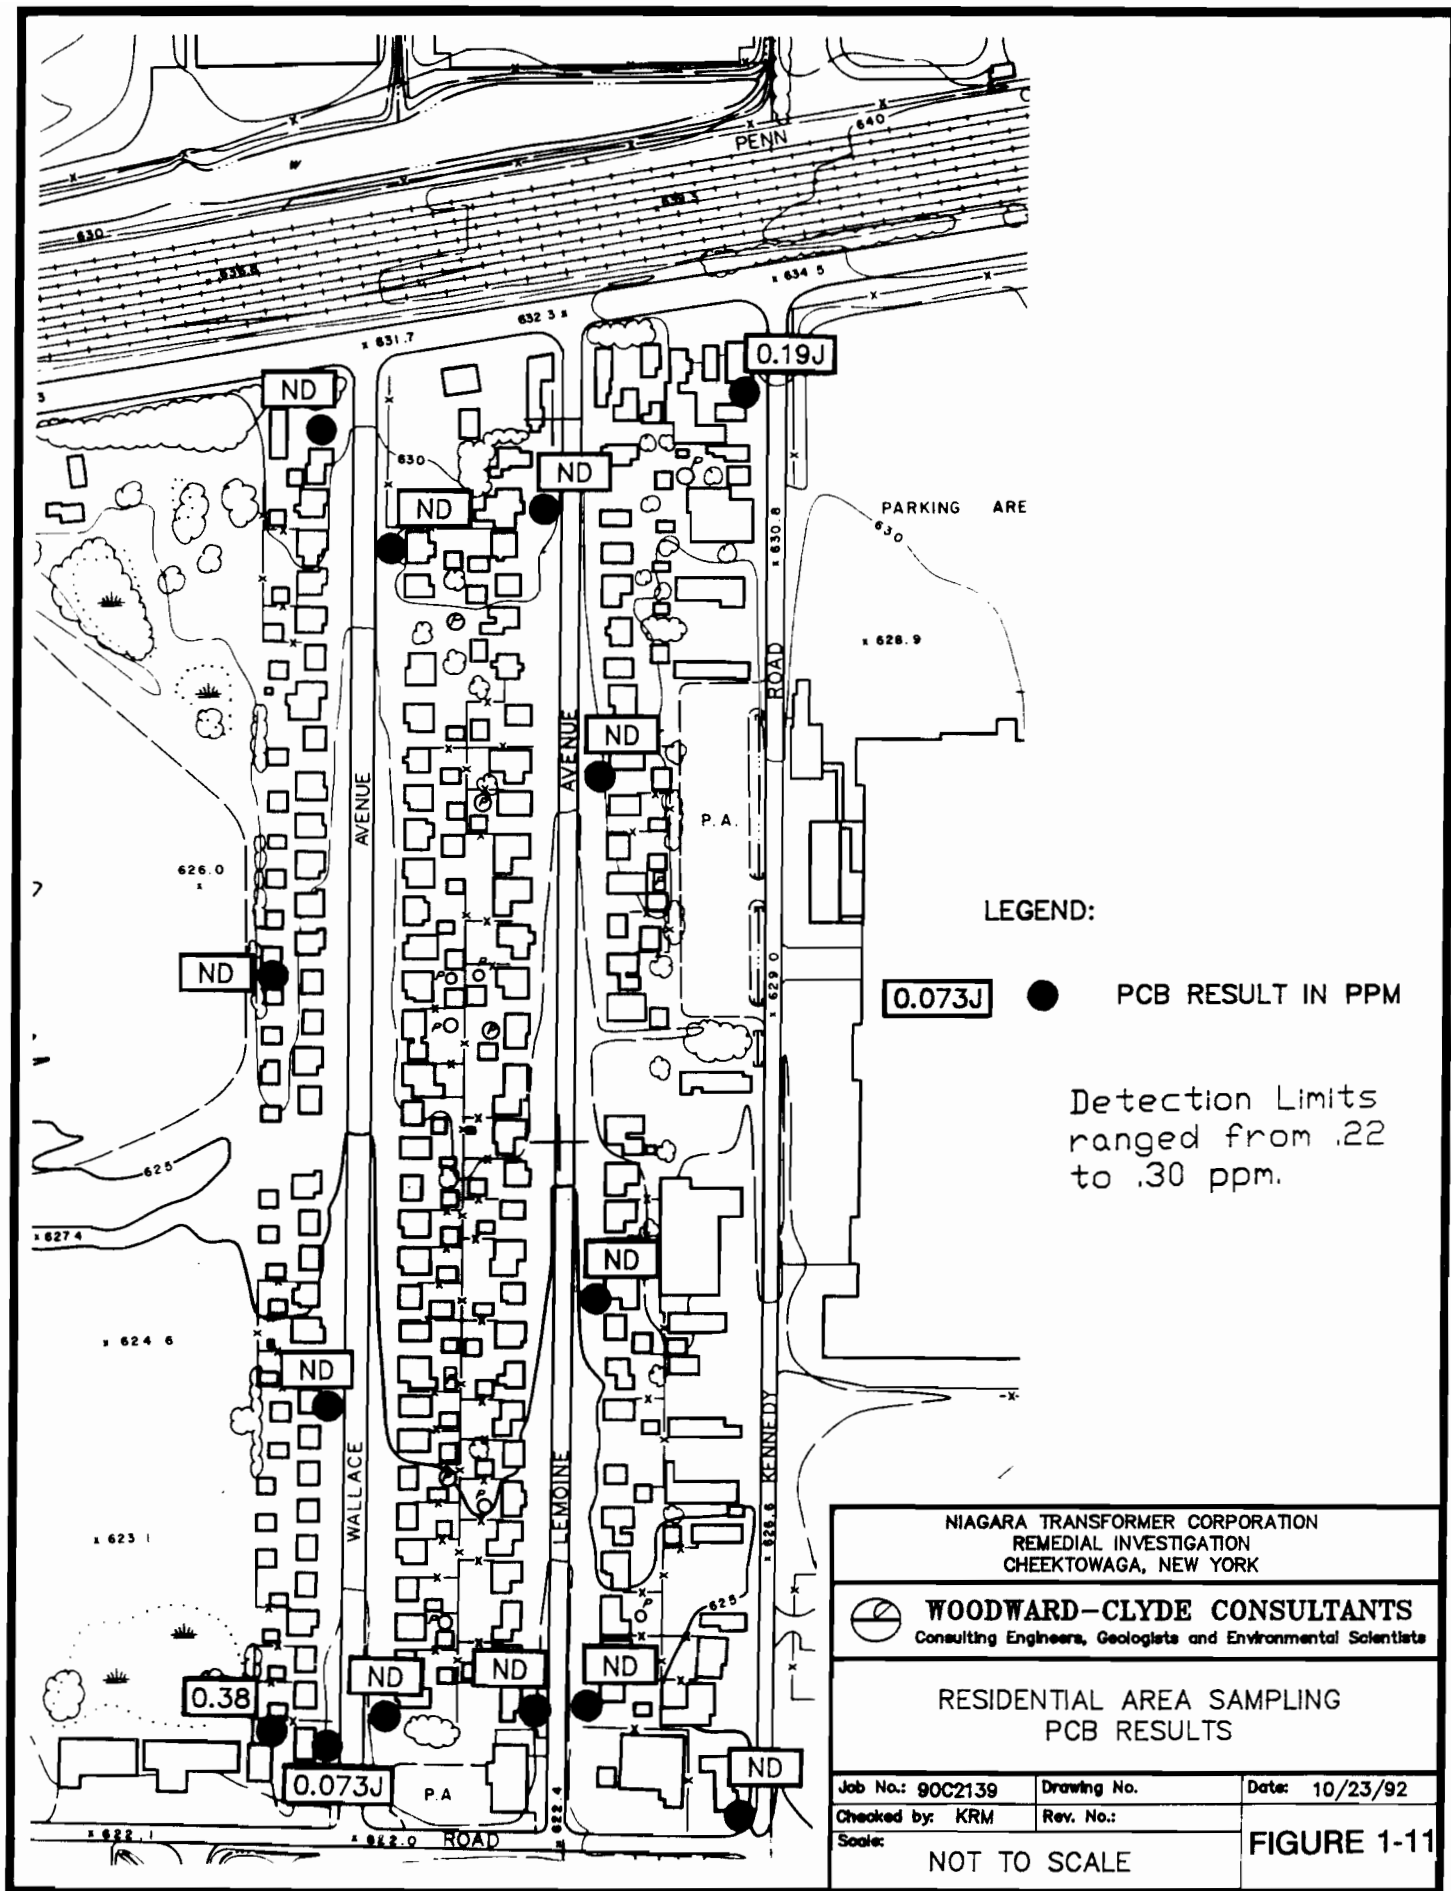 PENN
640
W
630
639.3
636.8
x 634 5
632 3 x
x 631.7
3
0.19J
ND
ND
630
ND
PARKING ARE
630
x 630.8
x 628.9
ROAD
ND
AVENUE
AVENUE
P.A.
626.0
x
LEGEND:
ND
x 629 0
0.073J
PCB RESULT IN PPM
Detection Limits
ranged from .22
to .30 ppm.
625
x 627 4
ND
x 624 6
ND
KENNEDY
WALLACE
LEMOINE
x 623 1
x 626.6
625
ND
ND
ND
0.38
0.073J
P.A
ND
622.4
x 622.1
x 622.0
ROAD
NIAGARA TRANSFORMER CORPORATION
REMEDIAL INVESTIGATION
CHEEKTOWAGA, NEW YORK
WOODWARD-CLYDE CONSULTANTS
Consulting Engineers, Geologists and Environmental Scientists
RESIDENTIAL AREA SAMPLING
PCB RESULTS
Job No.: 90C2139
Drawing No.
Date: 10/23/92
Checked by: KRM
Rev. No.:
Scale:
NOT TO SCALE
FIGURE 1-11